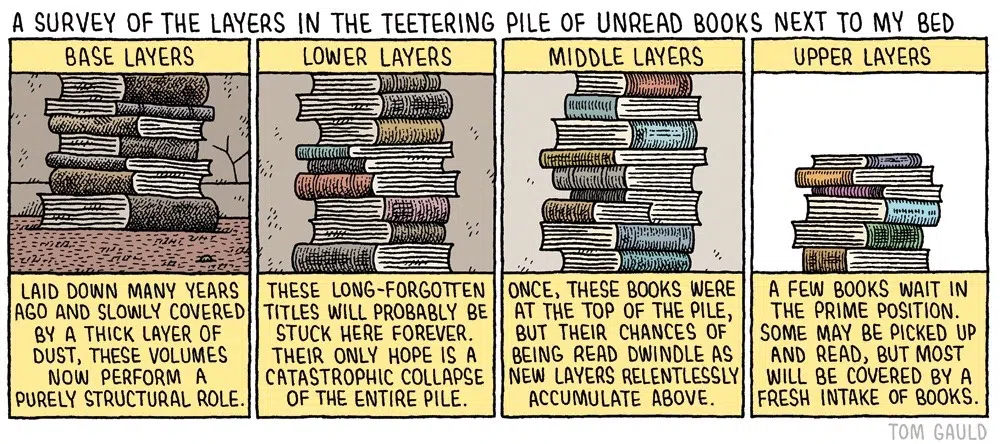 A SURVEY OF THE LAYERS IN THE TEETERING PILE OF UNREAD BOOKS NEXT TO MY BED
BASE LAYERS
LAID DOWN MANY YEARS
AGO AND SLOWLY COVERED
BY A THICK LAYER OF
DUST, THESE VOLUMES
NOW PERFORM A
PURELY STRUCTURAL ROLE.
LOWER LAYERS
THESE LONG-FORGOTTEN
TITLES WILL PROBABLY BE
STUCK HERE FOREVER.
THEIR ONLY HOPE IS A
CATASTROPHIC COLLAPSE
OF THE ENTIRE PILE.
MIDDLE LAYERS
ONCE, THESE BOOKS WERE
AT THE TOP OF THE PILE,
BUT THEIR CHANCES OF
BEING READ DWINDLE AS
NEW LAYERS RELENTLESSLY
ACCUMULATE ABOVE.
UPPER LAYERS
A FEW BOOKS WAIT IN
THE PRIME POSITION.
SOME MAY BE PICKED UP
AND READ, BUT MOST
WILL BE COVERED BY A
FRESH INTAKE OF BOOKS.
TOM GAULD